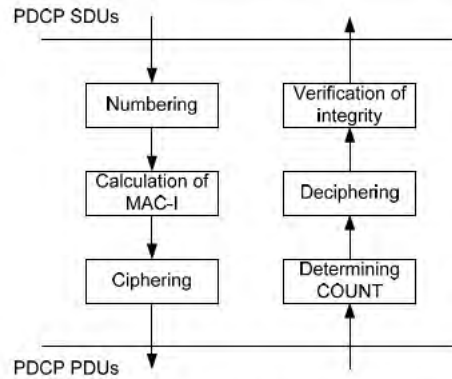 PDCP SDUs
Numbering
Verification of
integrity
Calculation of
MAC-I
Deciphering
Ciphering
Determining
COUNT
PDCP PDUs